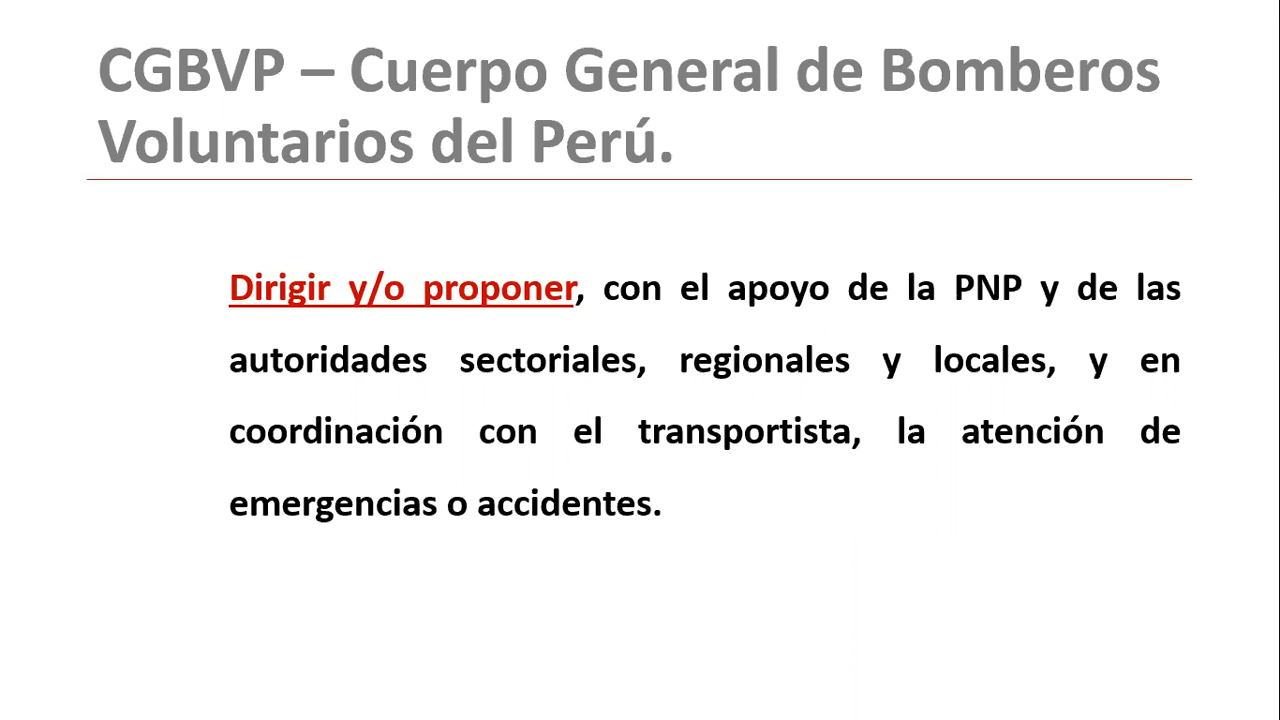 CGBVP – Cuerpo General de Bomberos
Voluntarios del Perú.
Dirigir y/o proponer, con el apoyo de la PNP y de las
autoridades sectoriales, regionales y locales, y en
coordinación con el transportista, la atención de
emergencias o accidentes.